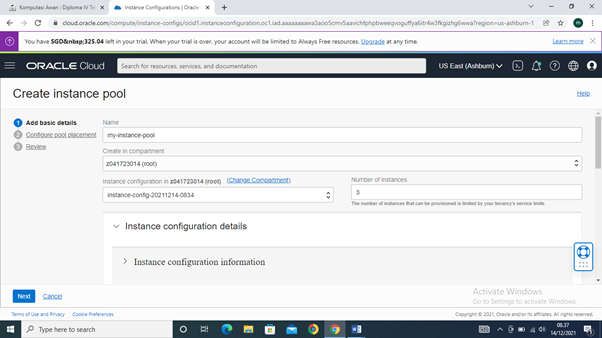 Komputasi Awan | Diploma IV Te
Instance Configurations | Oracle
cloud.oracle.com/compute/instance-configs/ocid1.instanceconfiguration.oc1.iad.
?region=us-ashburn-1
You have SGD&nbsp;325.04 left in your trial. When your trial is over, your account will be limited to Always Free resources. Upgrade at any time.
Learn more
ORACLE Cloud
Search for resources, services, and documentation
US East (Ashburn)
Create instance pool
Help
1 Add basic details
2 Configure pool placement
3 Review
Name
my-instance-pool
Create in compartment
z041723014 (root)
Instance configuration in z041723014 (root) (Change Compartment)
instance-config-20211214-0834
Number of instances
3
The number of instances that can be provisioned is limited by your tenancy's service limits
Instance configuration details
Instance configuration information
Activate Windows
Go to Settings to activate Windows.
Next
Cancel
Terms of Use and Privacy
Cookie Preferences
Copyright © 2021, Oracle and/or its affiliates. All rights reserved.
Type here to search
08.37
14/12/2021